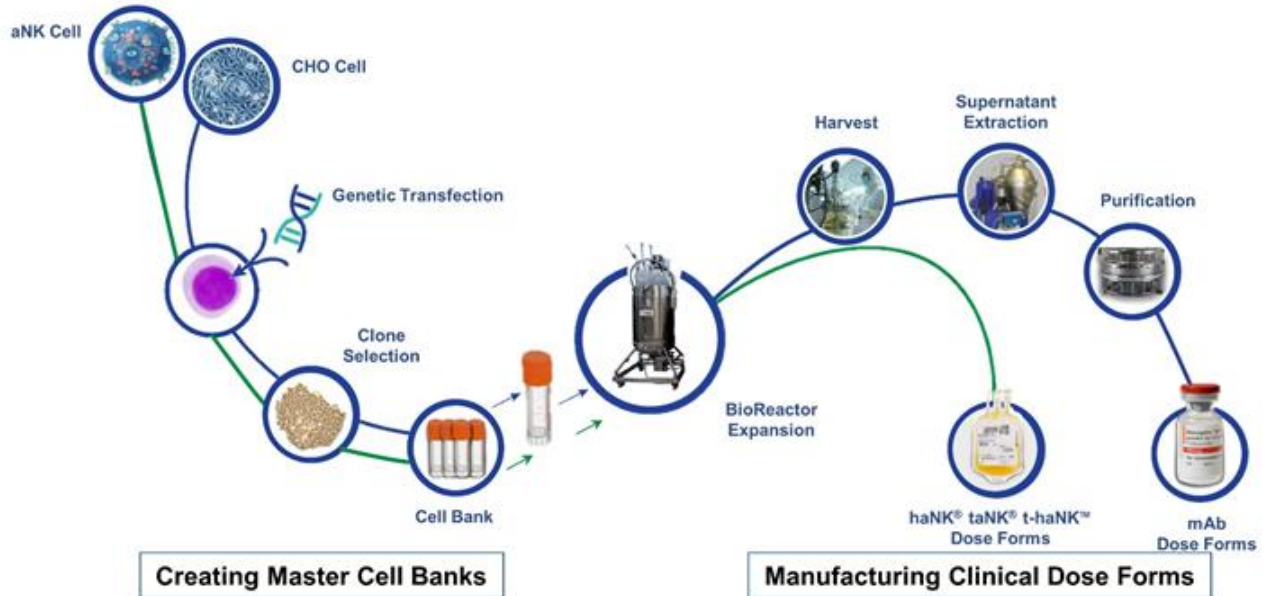 aNK Cell
CHO Cell
Genetic Transfection
Clone
Selection
Cell Bank
Creating Master Cell Banks
BioReactor
Expansion
Harvest
Supernatant
Extraction
Purification
haNK® taNK® t-haNK™
Dose Forms
mAb
Dose Forms
Manufacturing Clinical Dose Forms